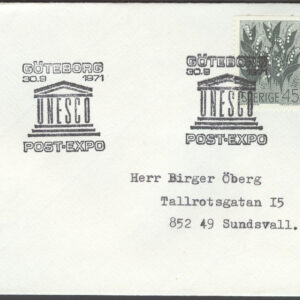 GÖTEBORG
30.9 1971
UNESCO
POST-EXPO
GÖTEBORG
30.9
UNESCO
POST-EXPO
SVERIGE 45
Herr Birger Öberg
Tallrotsgatan 15
852 49 Sundsvall.